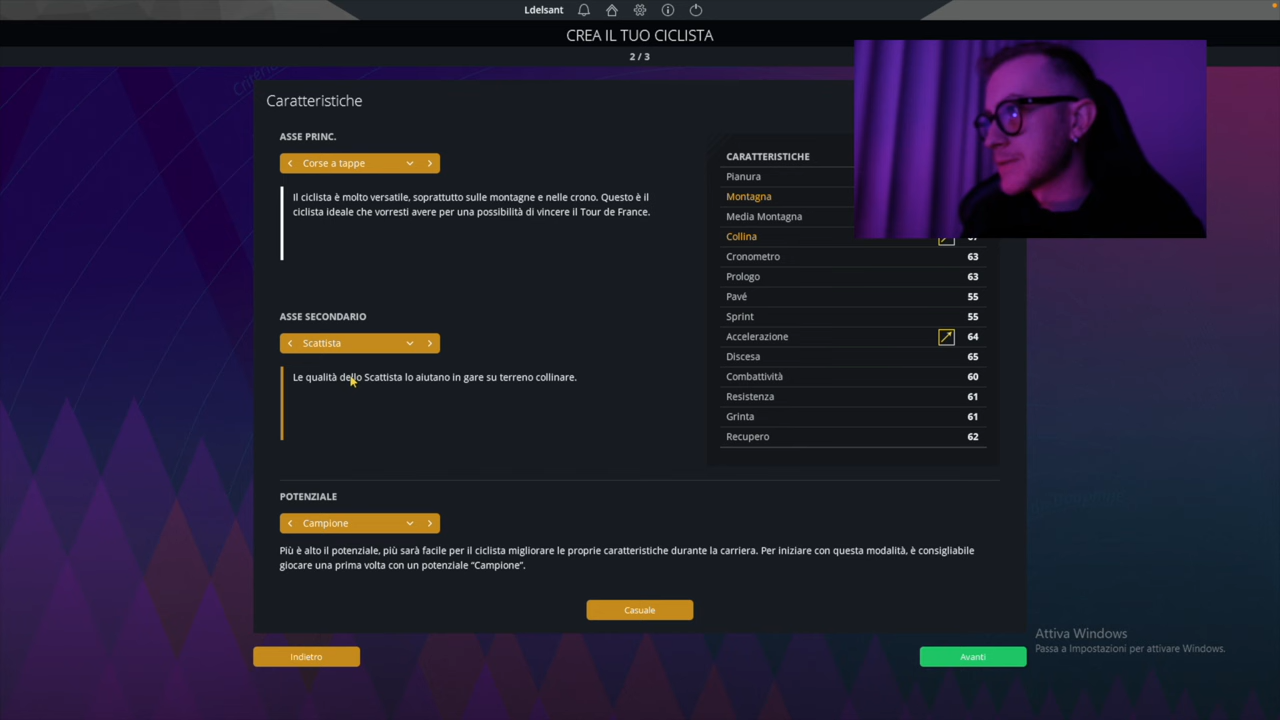 Ldelsant
CREA IL TUO CICLISTA
2 / 3
Caratteristiche
ASSE PRINC.
Corse a tappe
Il ciclista è molto versatile, soprattutto sulle montagne e nelle crono. Questo è il
ciclista ideale che vorresti avere per una possibilità di vincere il Tour de France.
ASSE SECONDARIO
Scattista
Le qualità dello Scattista lo aiutano in gare su terreno collinare.
CARATTERISTICHE
Pianura
Montagna
Media Montagna
Collina
Cronometro 63
Prologo 63
Pavé 55
Sprint 55
Accelerazione 64
Discesa 65
Combattività 60
Resistenza 61
Grinta 61
Recupero 62
POTENZIALE
Campione
Più è alto il potenziale, più sarà facile per il ciclista migliorare le proprie caratteristiche durante la carriera. Per iniziare con questa modalità, è consigliabile
giocare una prima volta con un potenziale “Campione”.
Casuale
Indietro
Avanti
Attiva Windows
Passa a Impostazioni per attivare Windows.